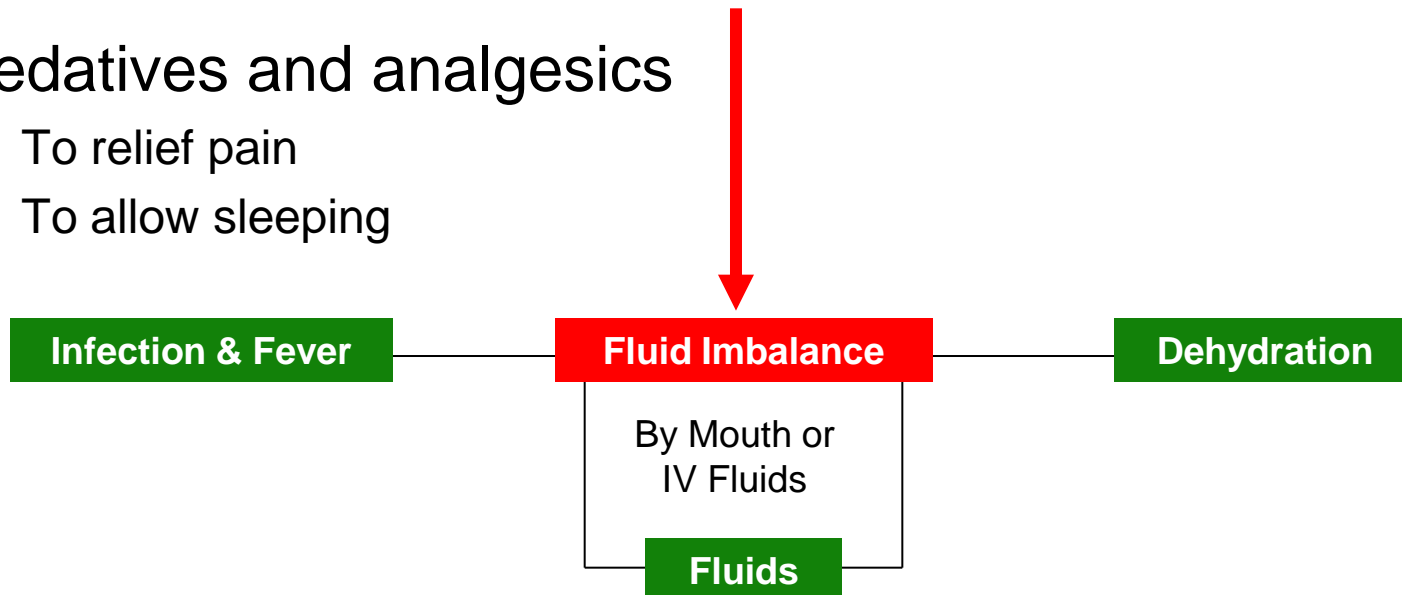 edatives and analgesics
To relief pain
To allow sleeping
Infection & Fever
Fluid Imbalance
Dehydration
By Mouth or
IV Fluids
Fluids